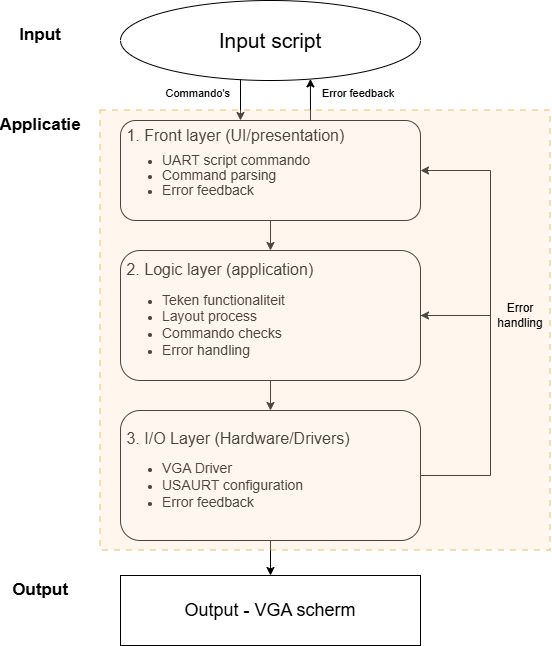 Input
Input script
Commando's
Error feedback
Applicatie
1. Front layer (UI/presentation)
UART script commando
Command parsing
Error feedback
2. Logic layer (application)
Teken functionaliteit
Layout process
Commando checks
Error handling
Error
handling
3. I/O Layer (Hardware/Drivers)
VGA Driver
USAURT configuration
Error feedback
Output
Output - VGA scherm